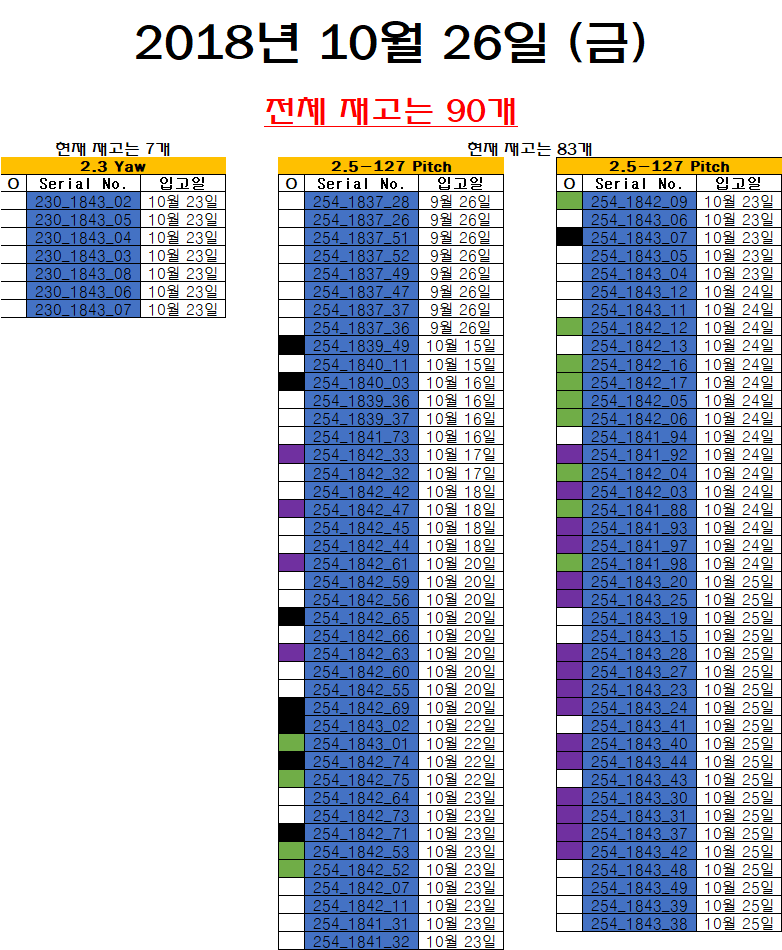 2018년 10월 26일 (금)
전체 재고는 90개
현재 재고는 7개
2.3 Yaw
O Serial No. 입고일
230_1843_02 10월 23일
230_1843_05 10월 23일
230_1843_04 10월 23일
230_1843_03 10월 23일
230_1843_08 10월 23일
230_1843_06 10월 23일
230_1843_07 10월 23일
현재 재고는 83개
2.5-127 Pitch
O Serial No. 입고일
254_1837_28 9월 26일
254_1837_26 9월 26일
254_1837_51 9월 26일
254_1837_52 9월 26일
254_1837_49 9월 26일
254_1837_47 9월 26일
254_1837_37 9월 26일
254_1837_36 9월 26일
254_1839_49 10월 15일
254_1840_11 10월 15일
254_1840_03 10월 16일
254_1839_36 10월 16일
254_1839_37 10월 16일
254_1841_73 10월 16일
254_1842_33 10월 17일
254_1842_32 10월 17일
254_1842_42 10월 18일
254_1842_47 10월 18일
254_1842_45 10월 18일
254_1842_44 10월 18일
254_1842_61 10월 20일
254_1842_59 10월 20일
254_1842_56 10월 20일
254_1842_65 10월 20일
254_1842_66 10월 20일
254_1842_63 10월 20일
254_1842_60 10월 20일
254_1842_55 10월 20일
254_1842_69 10월 20일
254_1843_02 10월 22일
254_1843_01 10월 22일
254_1842_74 10월 22일
254_1842_75 10월 22일
254_1842_64 10월 23일
254_1842_73 10월 23일
254_1842_71 10월 23일
254_1842_53 10월 23일
254_1842_52 10월 23일
254_1842_07 10월 23일
254_1842_11 10월 23일
254_1841_31 10월 23일
254_1841_32 10월 23일
2.5-127 Pitch
O Serial No. 입고일
254_1842_09 10월 23일
254_1843_06 10월 23일
254_1843_07 10월 23일
254_1843_05 10월 23일
254_1843_04 10월 23일
254_1843_12 10월 24일
254_1843_11 10월 24일
254_1842_12 10월 24일
254_1842_13 10월 24일
254_1842_16 10월 24일
254_1842_17 10월 24일
254_1842_05 10월 24일
254_1842_06 10월 24일
254_1841_94 10월 24일
254_1841_92 10월 24일
254_1842_04 10월 24일
254_1842_03 10월 24일
254_1841_88 10월 24일
254_1841_93 10월 24일
254_1841_97 10월 24일
254_1841_98 10월 24일
254_1843_20 10월 25일
254_1843_25 10월 25일
254_1843_19 10월 25일
254_1843_15 10월 25일
254_1843_28 10월 25일
254_1843_27 10월 25일
254_1843_23 10월 25일
254_1843_24 10월 25일
254_1843_41 10월 25일
254_1843_40 10월 25일
254_1843_44 10월 25일
254_1843_43 10월 25일
254_1843_30 10월 25일
254_1843_31 10월 25일
254_1843_37 10월 25일
254_1843_42 10월 25일
254_1843_48 10월 25일
254_1843_49 10월 25일
254_1843_39 10월 25일
254_1843_38 10월 25일